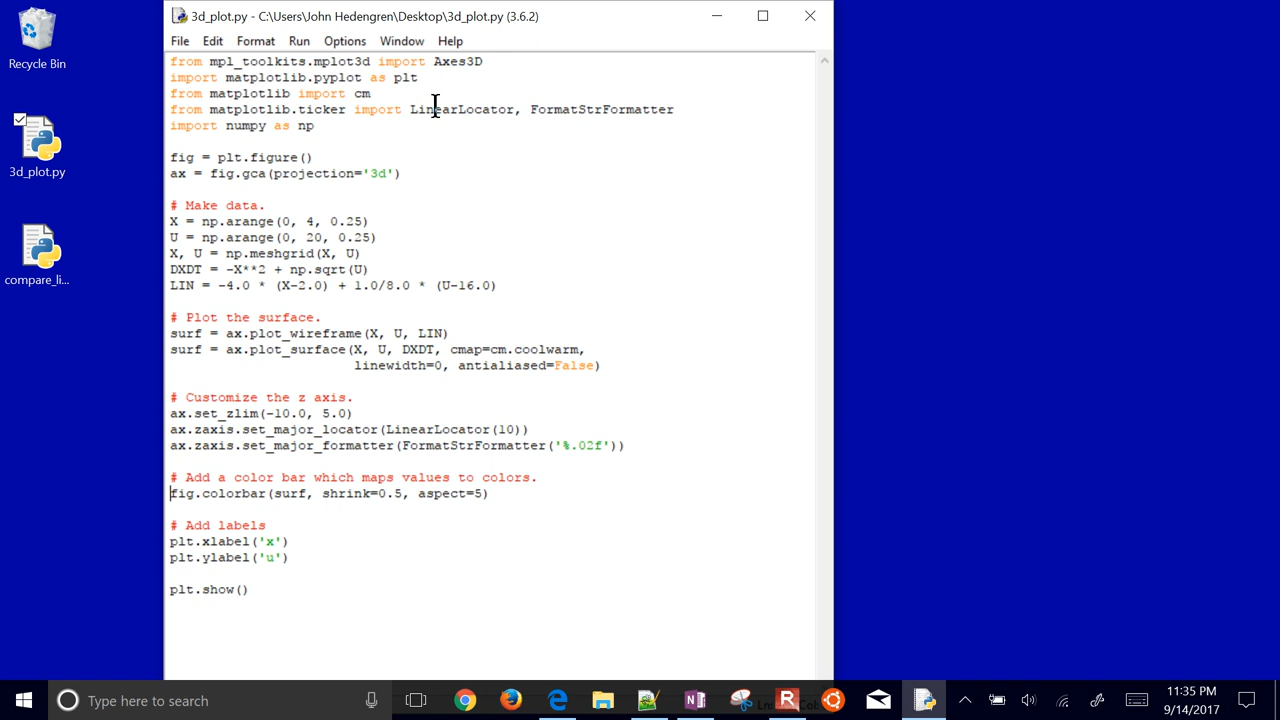 Recycle Bin
3d_plot.py
compare_li...
3d_plot.py - C:\Users\John Hedengren\Desktop\3d_plot.py (3.6.2)
File Edit Format Run Options Window Help
from mpl_toolkits.mplot3d import Axes3D
import matplotlib.pyplot as plt
from matplotlib import cm
from matplotlib.ticker import LinearLocator, FormatStrFormatter
import numpy as np
fig = plt.figure()
ax = fig.gca(projection='3d')
# Make data.
X = np.arange(0, 4, 0.25)
U = np.arange(0, 20, 0.25)
X, U = np.meshgrid(X, U)
DXDT = -X**2 + np.sqrt(U)
LIN = -4.0 * (X-2.0) + 1.0/8.0 * (U-16.0)
# Plot the surface.
surf = ax.plot_wireframe(X, U, LIN)
surf = ax.plot_surface(X, U, DXDT, cmap=cm.coolwarm,
                       linewidth=0, antialiased=False)
# Customize the z axis.
ax.set_zlim(-10.0, 5.0)
ax.zaxis.set_major_locator(LinearLocator(10))
ax.zaxis.set_major_formatter(FormatStrFormatter('%.02f'))
# Add a color bar which maps values to colors.
fig.colorbar(surf, shrink=0.5, aspect=5)
# Add labels
plt.xlabel('x')
plt.ylabel('u')
plt.show()
Type here to search
11:35 PM
9/14/2017